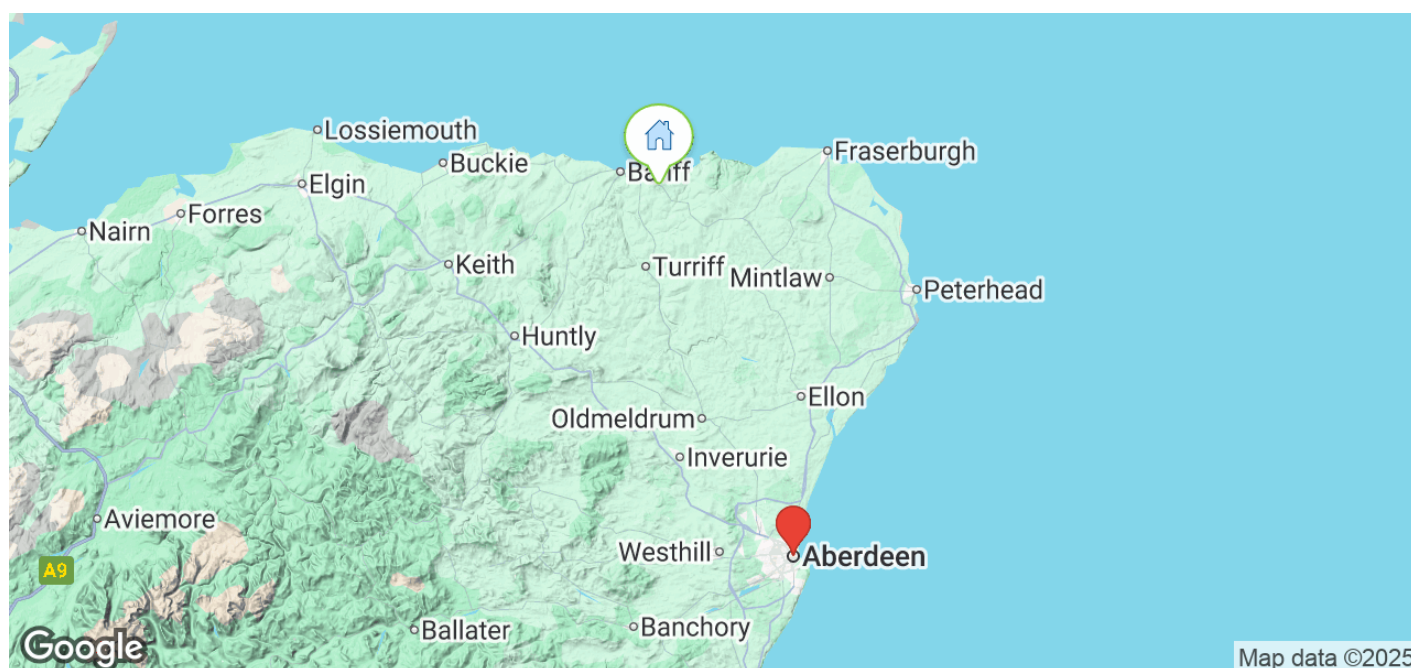 Lossiemouth
Buckie
Banff
Fraserburgh
Elgin
Forres
Nairn
Keith
Turriff
Mintlaw
Peterhead
Huntly
Ellon
Oldmeldrum
Inverurie
Aviemore
Westhill
Aberdeen
A9
Ballater
Banchory
Google
Map data ©2025